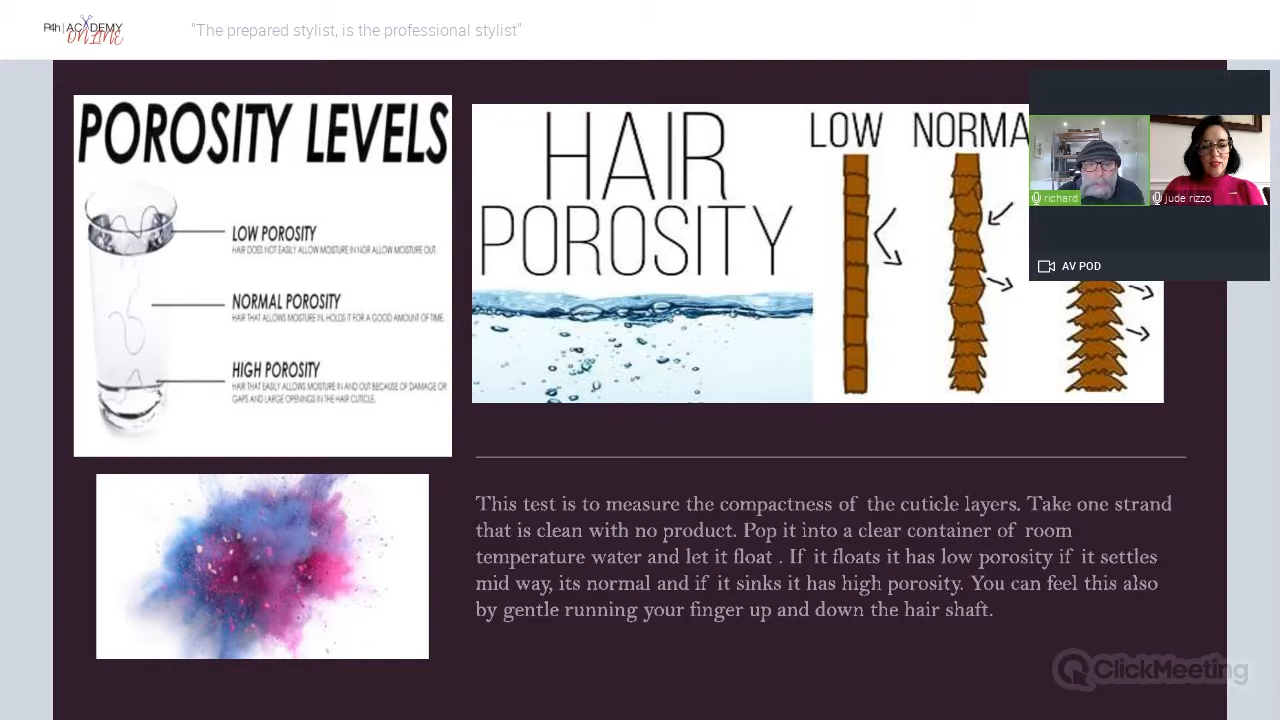 P4h | ACADEMY
ONLINE
"The prepared stylist, is the professional stylist"
POROSITY LEVELS
LOW POROSITY
HAIR DOES NOT EASILY ALLOW MOISTURE IN NOR ALLOW MOISTURE OUT.
NORMAL POROSITY
HAIR THAT ALLOWS MOISTURE IN, HOLDS IT FOR A GOOD AMOUNT OF TIME.
HIGH POROSITY
HAIR THAT EASILY ALLOWS MOISTURE IN AND OUT BECAUSE OF DAMAGE OR
GAPS AND LARGE OPENINGS IN THE HAIR CUTICLE.
HAIR
POROSITY
LOW NORMA
richard
jude rizzo
AV POD
This test is to measure the compactness of the cuticle layers. Take one strand
that is clean with no product. Pop it into a clear container of room
temperature water and let it float . If it floats it has low porosity if it settles
mid way, its normal and if it sinks it has high porosity. You can feel this also
by gentle running your finger up and down the hair shaft.
ClickMeeting